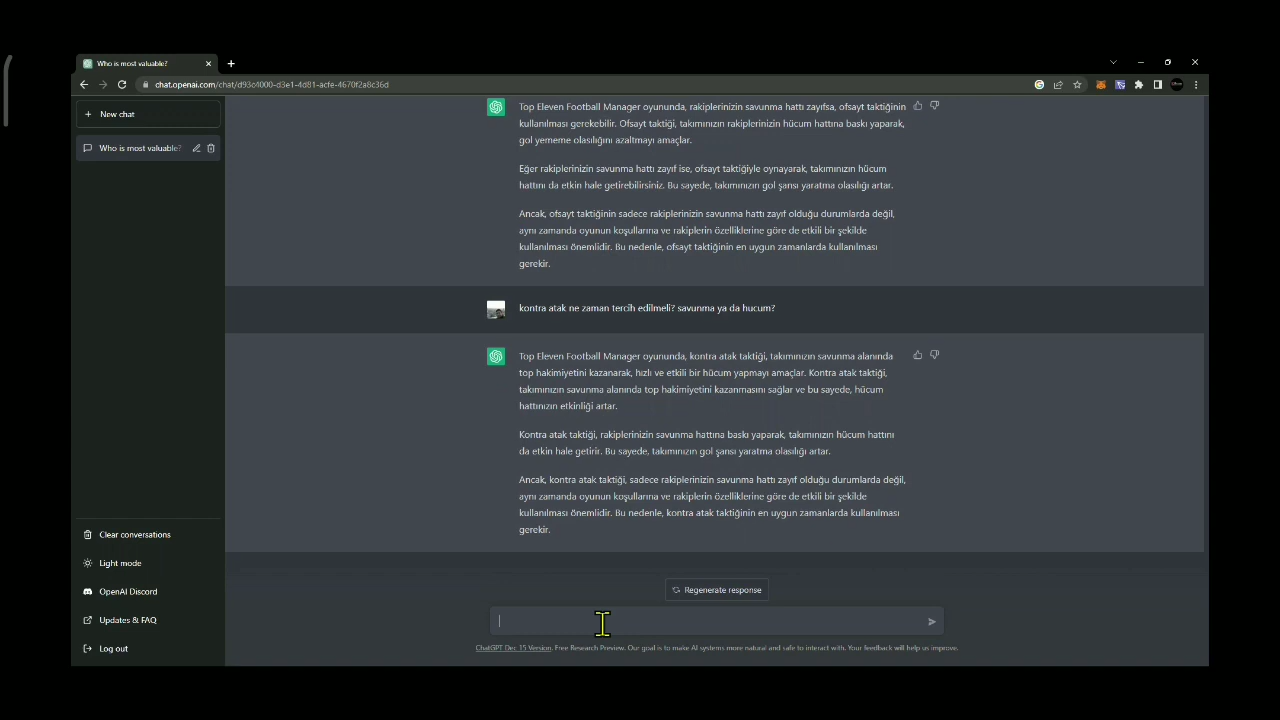 Who is most valuable?
chat.openai.com/chat/d93c4000-d3e1-4d81-acfe-4670f2a8c36d
New chat
Who is most valuable?
Top Eleven Football Manager oyununda, rakiplerinizin savunma hattı zayıfsa, ofsayt taktiğinin
kullanılması gerekebilir. Ofsayt taktiği, takımınızın rakiplerinizin hücum hattına baskı yaparak,
gol yememe olasılığını azaltmayı amaçlar.
Eğer rakiplerinizin savunma hattı zayıf ise, ofsayt taktiğiyle oynayarak, takımınızın hücum
hattını da etkin hale getirebilirsiniz. Bu sayede, takımınızın gol şansı yaratma olasılığı artar.
Ancak, ofsayt taktiğinin sadece rakiplerinizin savunma hattı zayıf olduğu durumlarda değil,
aynı zamanda oyunun koşullarına ve rakiplerin özelliklerine göre de etkili bir şekilde
kullanılması önemlidir. Bu nedenle, ofsayt taktiğinin en uygun zamanlarda kullanılması
gerekir.
kontra atak ne zaman tercih edilmeli? savunma ya da hucum?
Top Eleven Football Manager oyununda, kontra atak taktiği, takımınızın savunma alanında
top hakimiyetini kazanarak, hızlı ve etkili bir hücum yapmayı amaçlar. Kontra atak taktiği,
takımınızın savunma alanında top hakimiyetini kazanmasını sağlar ve bu sayede, hücum
hattınızın etkinliği artar.
Kontra atak taktiği, rakiplerinizin savunma hattına baskı yaparak, takımınızın hücum hattını
da etkin hale getirir. Bu sayede, takımınızın gol şansı yaratma olasılığı artar.
Ancak, kontra atak taktiği, sadece rakiplerinizin savunma hattı zayıf olduğu durumlarda değil,
aynı zamanda oyunun koşullarına ve rakiplerin özelliklerine göre de etkili bir şekilde
kullanılması önemlidir. Bu nedenle, kontra atak taktiğinin en uygun zamanlarda kullanılması
gerekir.
Clear conversations
Light mode
OpenAI Discord
Updates & FAQ
Log out
Regenerate response
ChatGPT Dec 15 Version. Free Research Preview. Our goal is to make AI systems more natural and safe to interact with. Your feedback will help us improve.